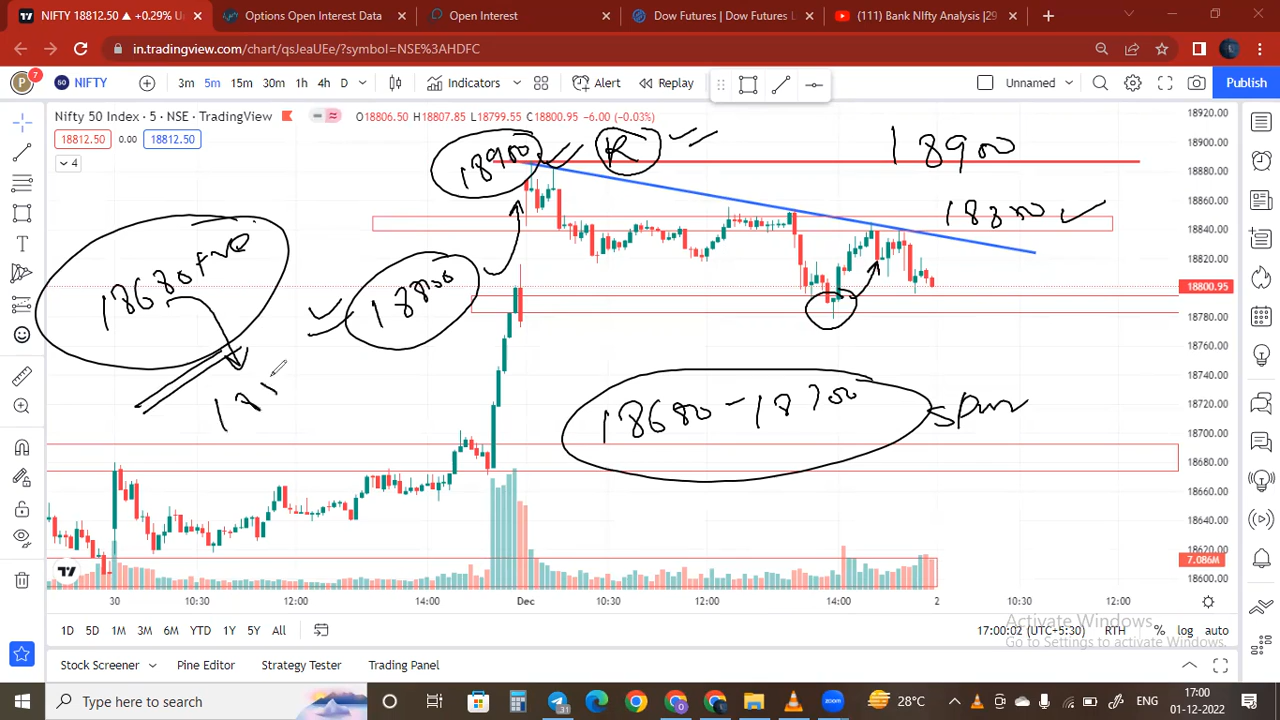 NIFTY 18812.50 ▲ +0.29% U
Options Open Interest Data
Open Interest
Dow Futures | Dow Futures L
(111) Bank NIfty Analysis |29
in.tradingview.com/chart/qsJeaUEe/?symbol=NSE%3AHDFC
P 7
50 NIFTY
3m 5m 15m 30m 1h 4h D
Indicators
Alert
Replay
Unnamed
Publish
Nifty 50 Index · 5 · NSE · TradingView
O18806.50 H18807.85 L18799.55 C18800.95 −6.00 (−0.03%)
18812.50 0.00 18812.50
4
18900
R
18900
18680
18800
18680-18700
18920.00
18880.00
18860.00
18840.00
18820.00
18800.95
18780.00
18760.00
18740.00
18720.00
18700.00
18680.00
18660.00
18640.00
18620.00
7.086M
18600.00
30 10:30 12:00 14:00 Dec 10:30 12:00 14:00 2 10:30 12:00
Activate Windows
Go to Settings to activate Windows.
1D 5D 1M 3M 6M YTD 1Y 5Y All
17:00:02 (UTC+5:30) RTH % log auto
Stock Screener Pine Editor Strategy Tester Trading Panel
Type here to search
zoom
28°C
ENG
17:00
01-12-2022